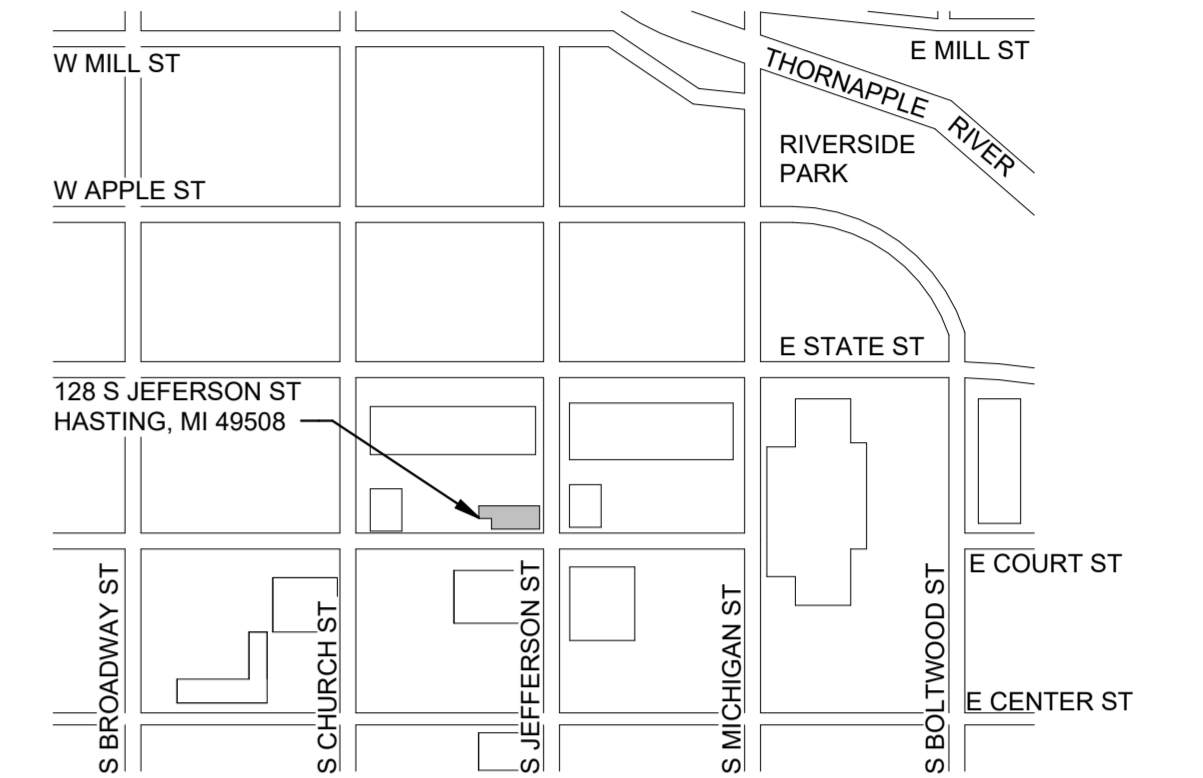 W MILL ST
E MILL ST
THORNAPPLE RIVER
RIVERSIDE
PARK
W APPLE ST
E STATE ST
128 S JEFERSON ST
HASTING, MI 49508
E COURT ST
S BROADWAY ST
S CHURCH ST
S JEFFERSON ST
S MICHIGAN ST
S BOLTWOOD ST
E CENTER ST